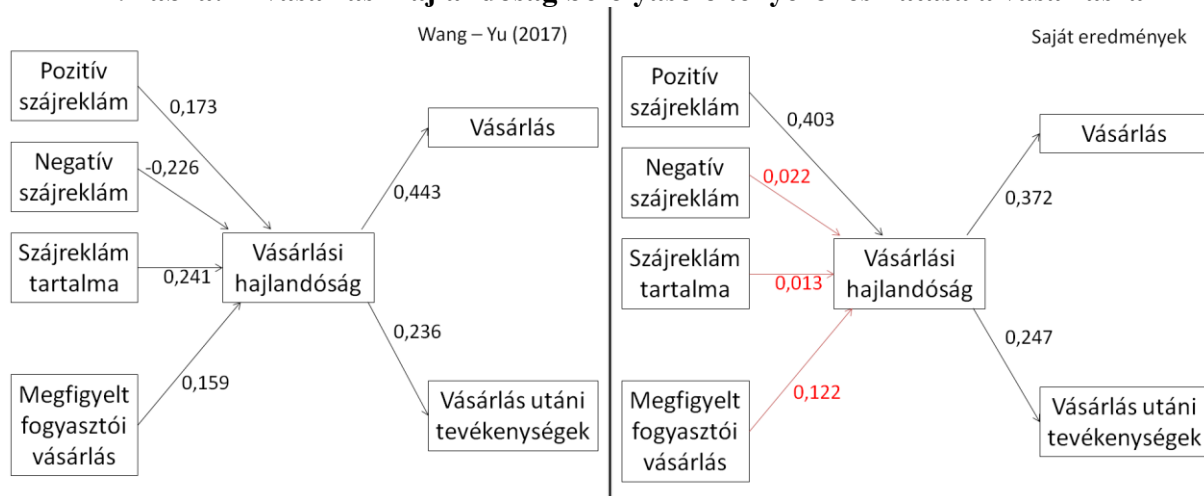 Wang – Yu (2017)
Pozitív
szájreklám
0,173
Negatív
szájreklám
-0,226
Szájreklám
tartalma
0,241
Megfigyelt
fogyasztói
vásárlás
0,159
Vásárlási
hajlandóság
0,443
Vásárlás
0,236
Vásárlás utáni
tevékenységek
Saját eredmények
Pozitív
szájreklám
0,403
Negatív
szájreklám
0,022
Szájreklám
tartalma
0,013
Megfigyelt
fogyasztói
vásárlás
0,122
Vásárlási
hajlandóság
0,372
Vásárlás
0,247
Vásárlás utáni
tevékenységek